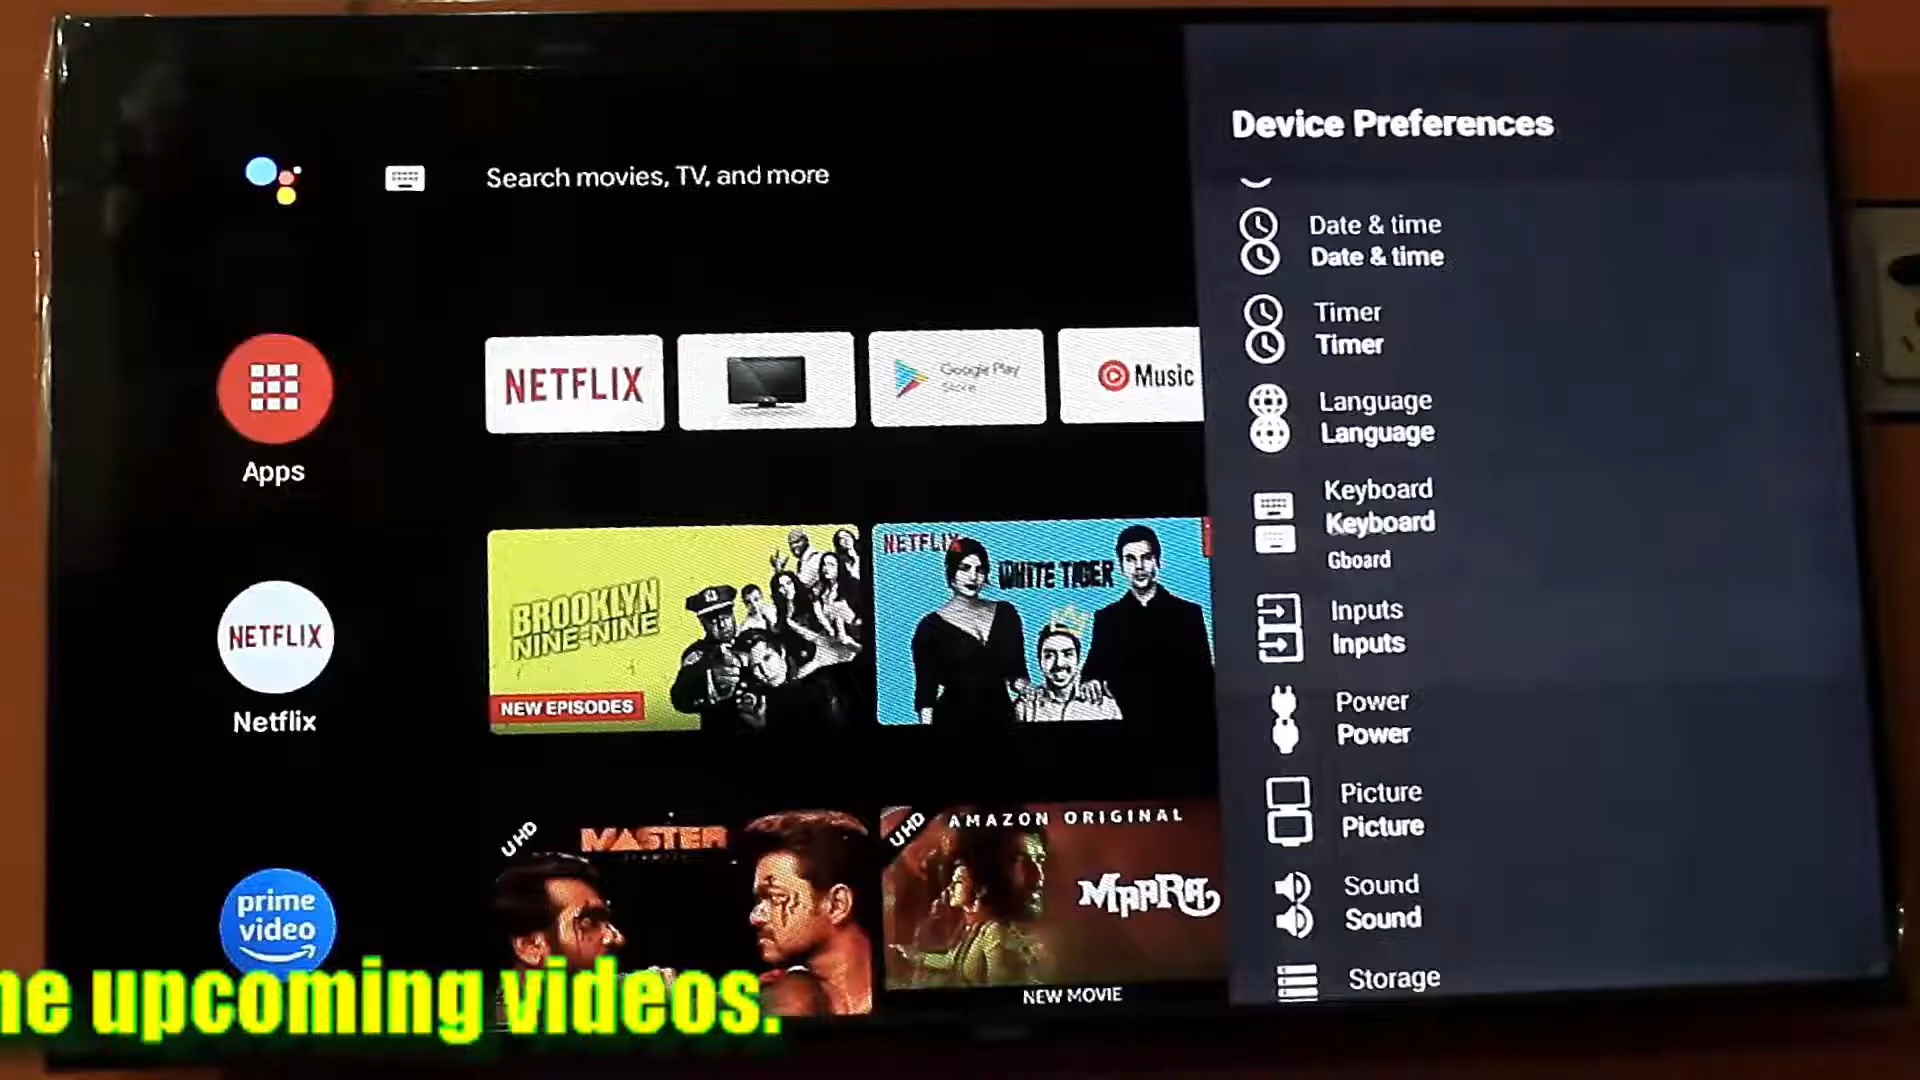 Device Preferences
Search movies, TV, and more
Date & time
Date & time
Timer
Timer
NETFLIX
Google Play
Store
Music
Language
Language
Apps
Keyboard
Keyboard
Gboard
BROOKLYN
NINE-NINE
NEW EPISODES
NETFLIX
WHITE TIGER
Inputs
Inputs
NETFLIX
Netflix
Power
Power
Picture
Picture
UHD
MASTER
UHD
AMAZON ORIGINAL
MAARA
NEW MOVIE
Sound
Sound
prime
video
Storage
ne upcoming videos.